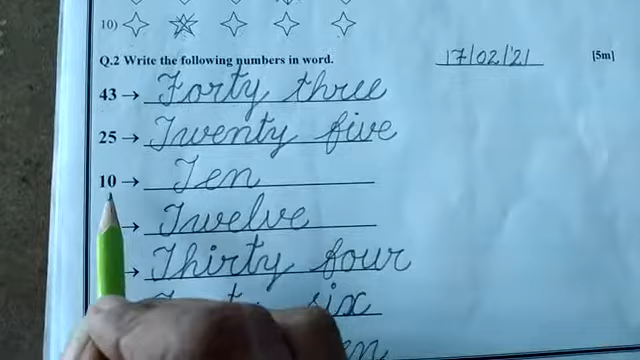 10)
Q.2 Write the following numbers in word. 17/02/'21 [5m]
43 → Forty three
25 → Twenty five
10 → Ten
→ Twelve
→ Thirty four
six